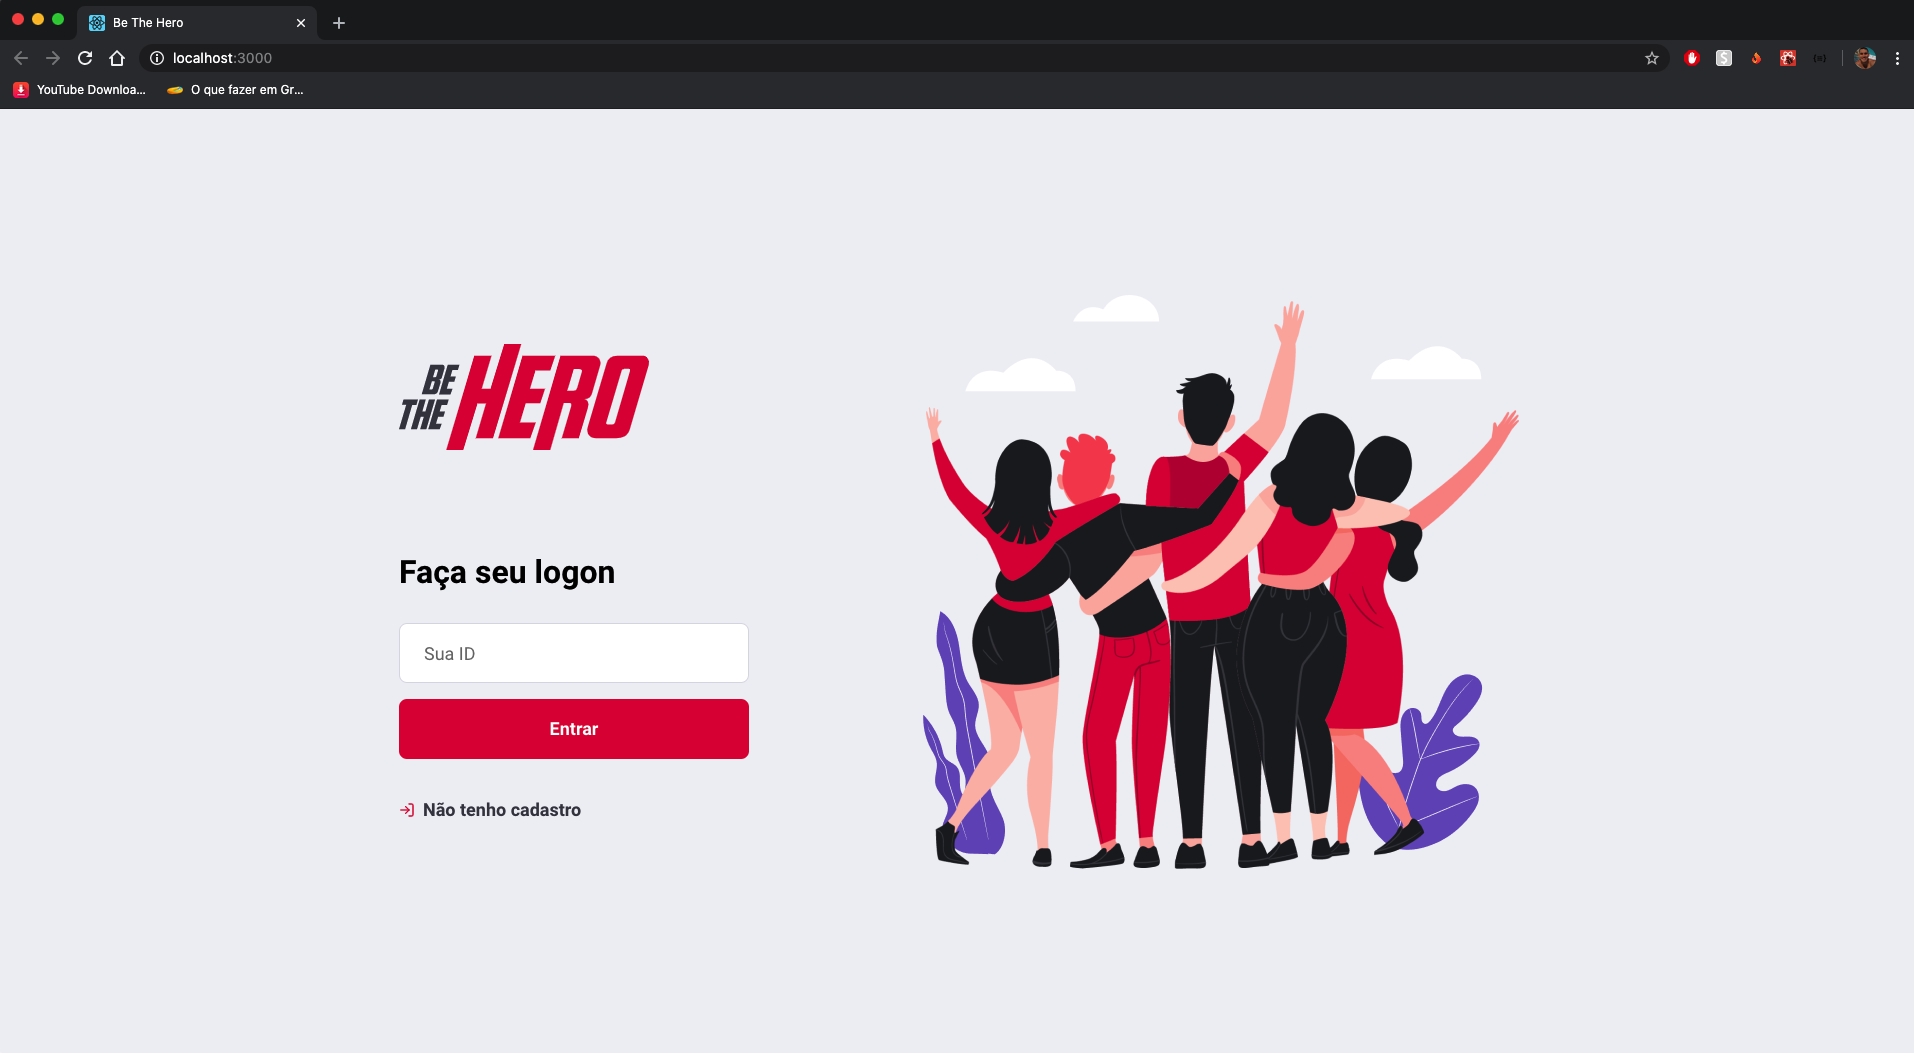 Be The Hero
localhost:3000
YouTube Downloa...
O que fazer em Gr...
BE
THE
HERO
Faça seu logon
Sua ID
Entrar
Não tenho cadastro